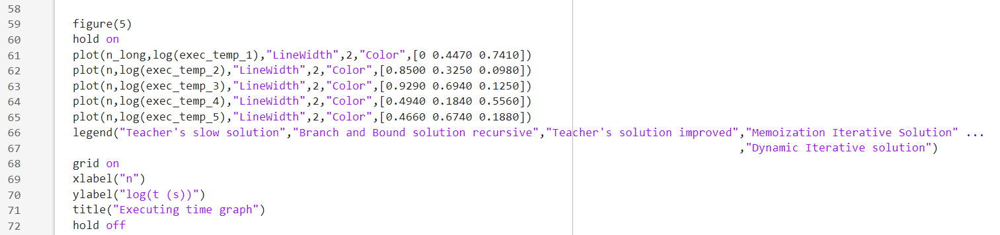 58
59 figure(5)
60 hold on
61 plot(n_long,log(exec_temp_1),"LineWidth",2,"Color",[0 0.4470 0.7410])
62 plot(n,log(exec_temp_2),"LineWidth",2,"Color",[0.8500 0.3250 0.0980])
63 plot(n,log(exec_temp_3),"LineWidth",2,"Color",[0.9290 0.6940 0.1250])
64 plot(n,log(exec_temp_4),"LineWidth",2,"Color",[0.4940 0.1840 0.5560])
65 plot(n,log(exec_temp_5),"LineWidth",2,"Color",[0.4660 0.6740 0.1880])
66 legend("Teacher's slow solution","Branch and Bound solution recursive","Teacher's solution improved","Memoization Iterative Solution" ...
67 ,"Dynamic Iterative solution")
68 grid on
69 xlabel("n")
70 ylabel("log(t (s))")
71 title("Executing time graph")
72 hold off